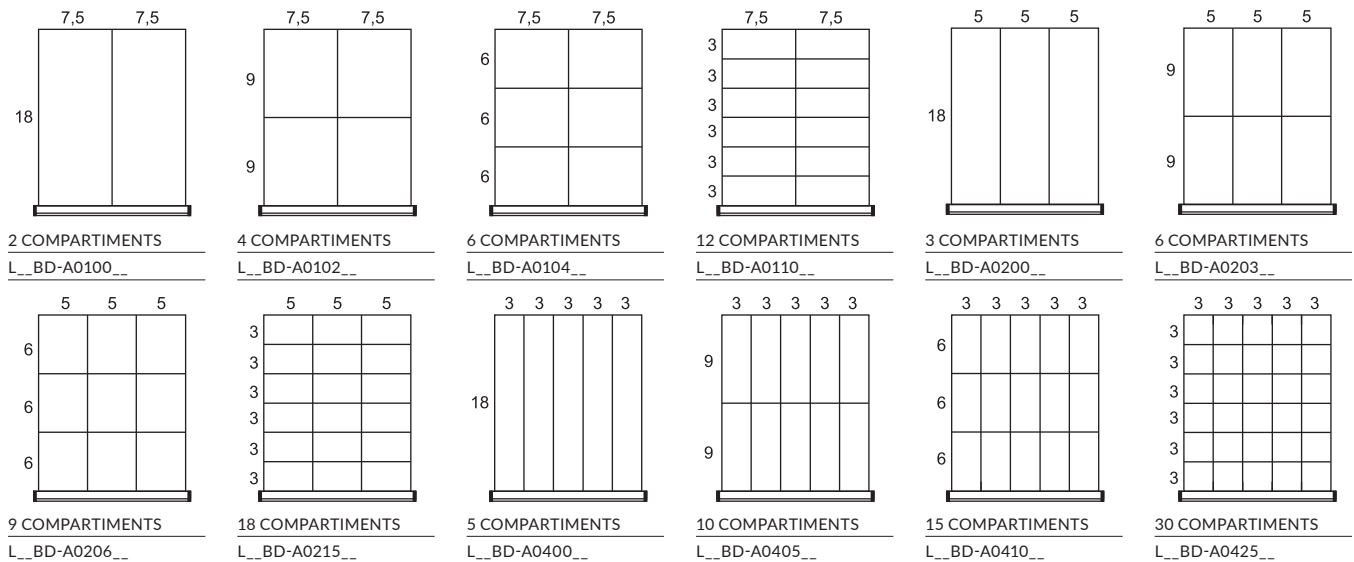 7,5 7,5
18
2 COMPARTIMENTS
L__BD-A0100__
7,5 7,5
9
9
4 COMPARTIMENTS
L__BD-A0102__
7,5 7,5
6
6
6
6 COMPARTIMENTS
L__BD-A0104__
7,5 7,5
3
3
3
3
3
3
12 COMPARTIMENTS
L__BD-A0110__
5 5 5
18
3 COMPARTIMENTS
L__BD-A0200__
5 5 5
9
9
6 COMPARTIMENTS
L__BD-A0203__
5 5 5
6
6
6
9 COMPARTIMENTS
L__BD-A0206__
5 5 5
3
3
3
3
3
3
18 COMPARTIMENTS
L__BD-A0215__
3 3 3 3 3
18
5 COMPARTIMENTS
L__BD-A0400__
3 3 3 3 3
9
9
10 COMPARTIMENTS
L__BD-A0405__
3 3 3 3 3
6
6
6
15 COMPARTIMENTS
L__BD-A0410__
3 3 3 3 3
3
3
3
3
3
3
30 COMPARTIMENTS
L__BD-A0425__